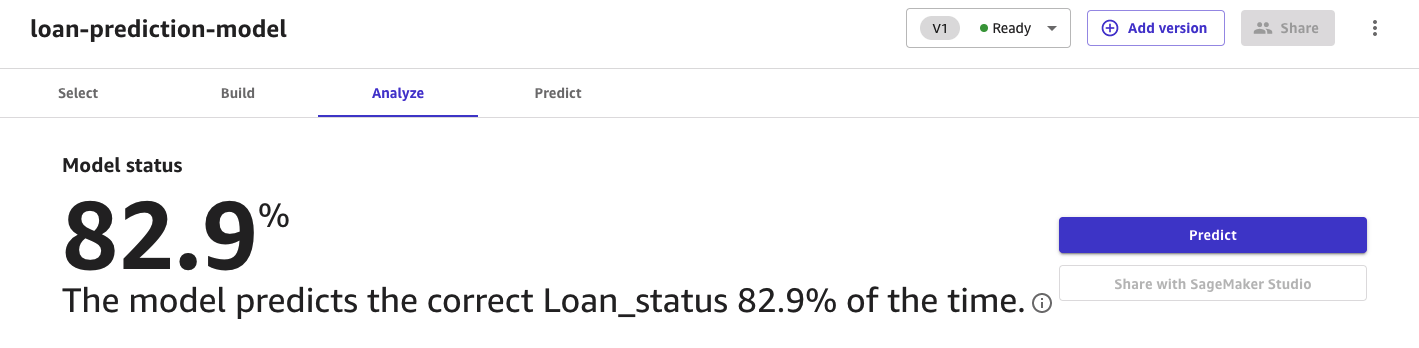 loan-prediction-model
V1 Ready
Add version
Share
Select Build Analyze Predict
Model status
82.9%
Predict
The model predicts the correct Loan_status 82.9% of the time.
Share with SageMaker Studio